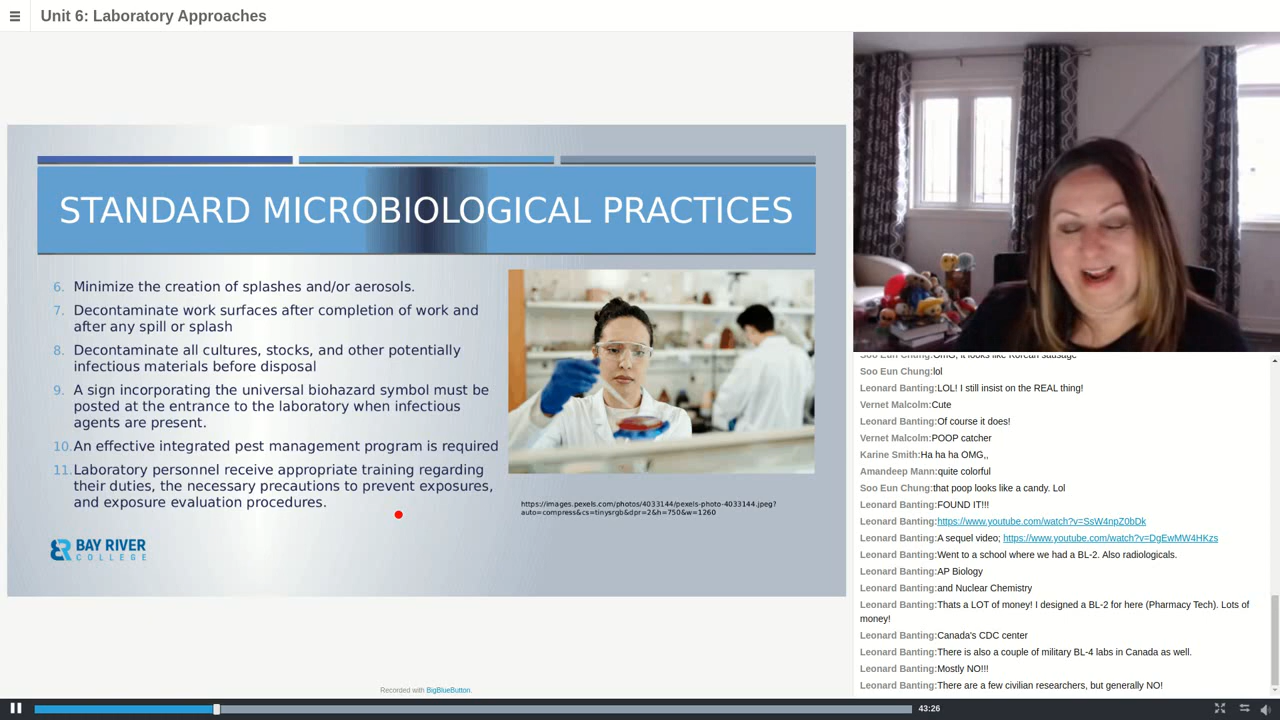 Unit 6: Laboratory Approaches
STANDARD MICROBIOLOGICAL PRACTICES
6. Minimize the creation of splashes and/or aerosols.
7. Decontaminate work surfaces after completion of work and
after any spill or splash
8. Decontaminate all cultures, stocks, and other potentially
infectious materials before disposal
9. A sign incorporating the universal biohazard symbol must be
posted at the entrance to the laboratory when infectious
agents are present.
10. An effective integrated pest management program is required
11. Laboratory personnel receive appropriate training regarding
their duties, the necessary precautions to prevent exposures,
and exposure evaluation procedures.
https://images.pexels.com/photos/4033144/pexels-photo-4033144.jpeg?
auto=compress&cs=tinysrgb&dpr=2&h=750&w=1260
BAY RIVER
COLLEGE
Recorded with BigBlueButton.
Soo Eun Chung:OMG, it looks like Korean sausage
Soo Eun Chung:lol
Leonard Banting:LOL! I still insist on the REAL thing!
Vernet Malcolm:Cute
Leonard Banting:Of course it does!
Vernet Malcolm:POOP catcher
Karine Smith:Ha ha ha OMG,,
Amandeep Mann:quite colorful
Soo Eun Chung:that poop looks like a candy. Lol
Leonard Banting:FOUND IT!!!
Leonard Banting:https://www.youtube.com/watch?v=SsW4npZ0bDk
Leonard Banting:A sequel video; https://www.youtube.com/watch?v=DgEwMW4HKzs
Leonard Banting:Went to a school where we had a BL-2. Also radiologicals.
Leonard Banting:AP Biology
Leonard Banting:and Nuclear Chemistry
Leonard Banting:Thats a LOT of money! I designed a BL-2 for here (Pharmacy Tech). Lots of
money!
Leonard Banting:Canada's CDC center
Leonard Banting:There is also a couple of military BL-4 labs in Canada as well.
Leonard Banting:Mostly NO!!!
Leonard Banting:There are a few civilian researchers, but generally NO!
43:26